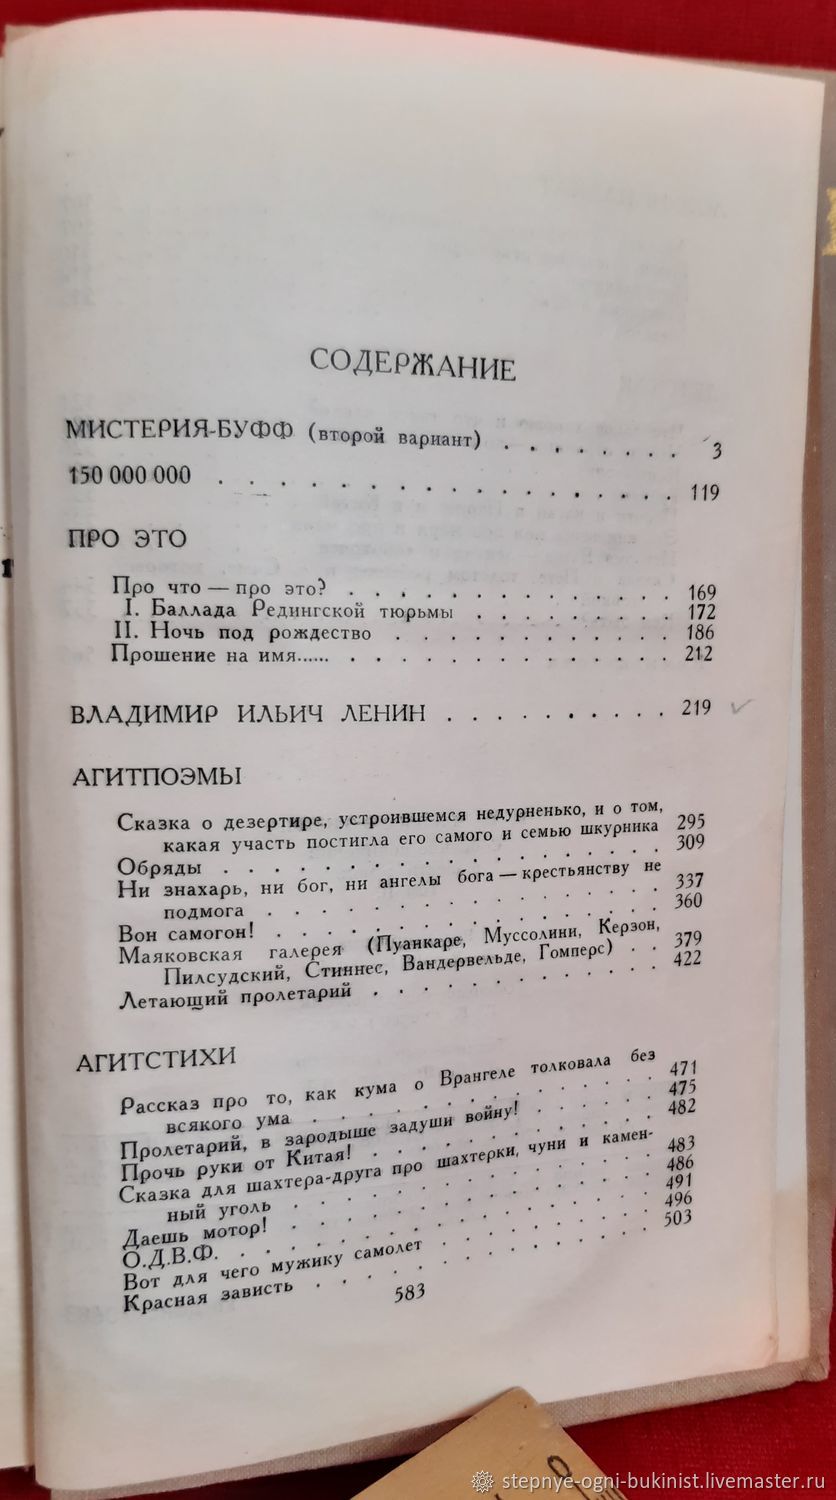 СОДЕРЖАНИЕ
МИСТЕРИЯ-БУФФ (второй вариант) . . . . . . . . 3
150 000 000 . . . . . . . . . . . . . . . . . 119
ПРО ЭТО
Про что — про это? . . . . . . . . . . . . . 169
I. Баллада Редингской тюрьмы . . . . . . . . 172
II. Ночь под рождество . . . . . . . . . . . 186
Прошение на имя...... . . . . . . . . . . . . 212
ВЛАДИМИР ИЛЬИЧ ЛЕНИН . . . . . . . . . . 219
АГИТПОЭМЫ
Сказка о дезертире, устроившемся недурненько, и о том,
какая участь постигла его самого и семью шкурника 295
Обряды . . . . . . . . . . . . . . . . . 309
Ни знахарь, ни бог, ни ангелы бога — крестьянству не
подмога . . . . . . . . . . . . . . . . 337
Вон самогон! . . . . . . . . . . . . . . . 360
Маяковская галерея (Пуанкаре, Муссолини, Керзон,
Пилсудский, Стиннес, Вандервельде, Гомперс) . . 379
Летающий пролетарий . . . . . . . . . . . . 422
АГИТСТИХИ
Рассказ про то, как кума о Врангеле толковала без
всякого ума . . . . . . . . . . . . . . 471
Пролетарий, в зародыше задуши войну! . . . . . . 475
Прочь руки от Китая! . . . . . . . . . . . . 482
Сказка для шахтера-друга про шахтерки, чуни и камен-
ный уголь . . . . . . . . . . . . . . . 483
Даешь мотор! . . . . . . . . . . . . . . . 486
О.Д.В.Ф. . . . . . . . . . . . . . . . . 491
Вот для чего мужику самолет . . . . . . . . . 496
Красная зависть . . . . . . . . . . . . . . 503
583
stepnye-ogni-bukinist.livemaster.ru